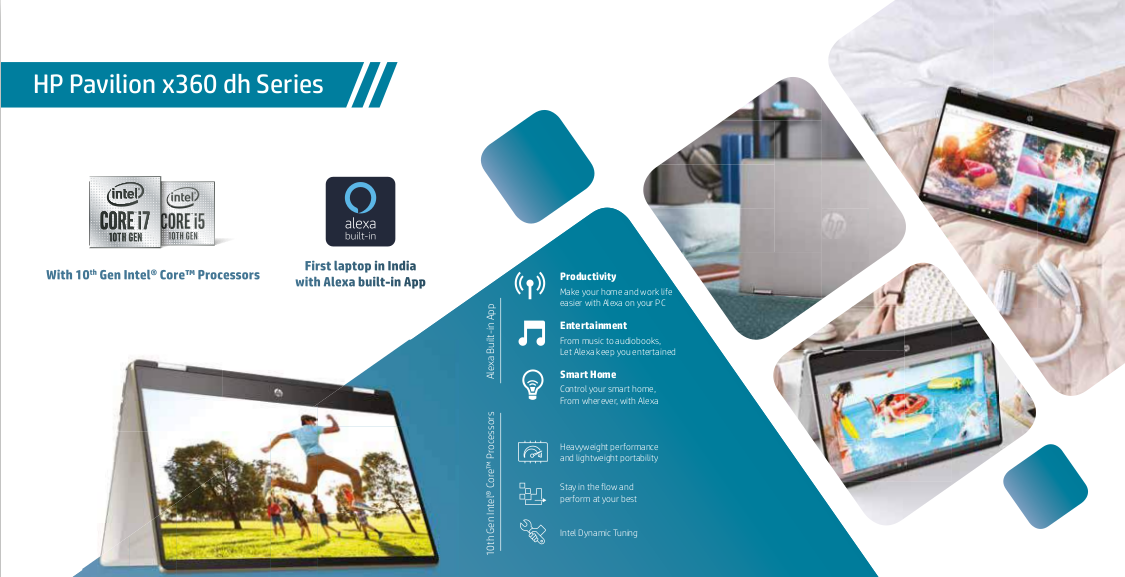 HP Pavilion x360 dh Series
intel
CORE i7
10TH GEN
intel
CORE i5
10TH GEN
With 10th Gen Intel® Core™ Processors
alexa
built-in
First laptop in India
with Alexa built-in App
Alexa Built-in App
Productivity
Make your home and work life
easier with Alexa on your PC
Entertainment
From music to audiobooks,
Let Alexa keep you entertained
Smart Home
Control your smart home,
From wherever, with Alexa
10th Gen Intel® Core™ Processors
Heavyweight performance
and lightweight portability
Stay in the flow and
perform at your best
Intel Dynamic Tuning
hp